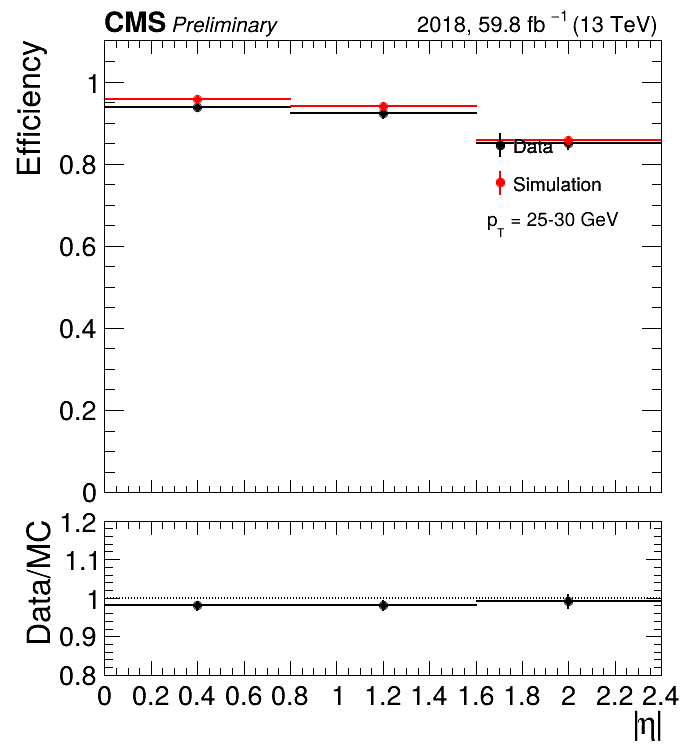 CMS Preliminary 2018, 59.8 fb⁻¹ (13 TeV)
Efficiency
1
0.8
0.6
0.4
0.2
0
Data
Simulation
p_T = 25-30 GeV
Data/MC
1.2
1.1
1
0.9
0.8
0 0.2 0.4 0.6 0.8 1 1.2 1.4 1.6 1.8 2 2.2 2.4
|η|